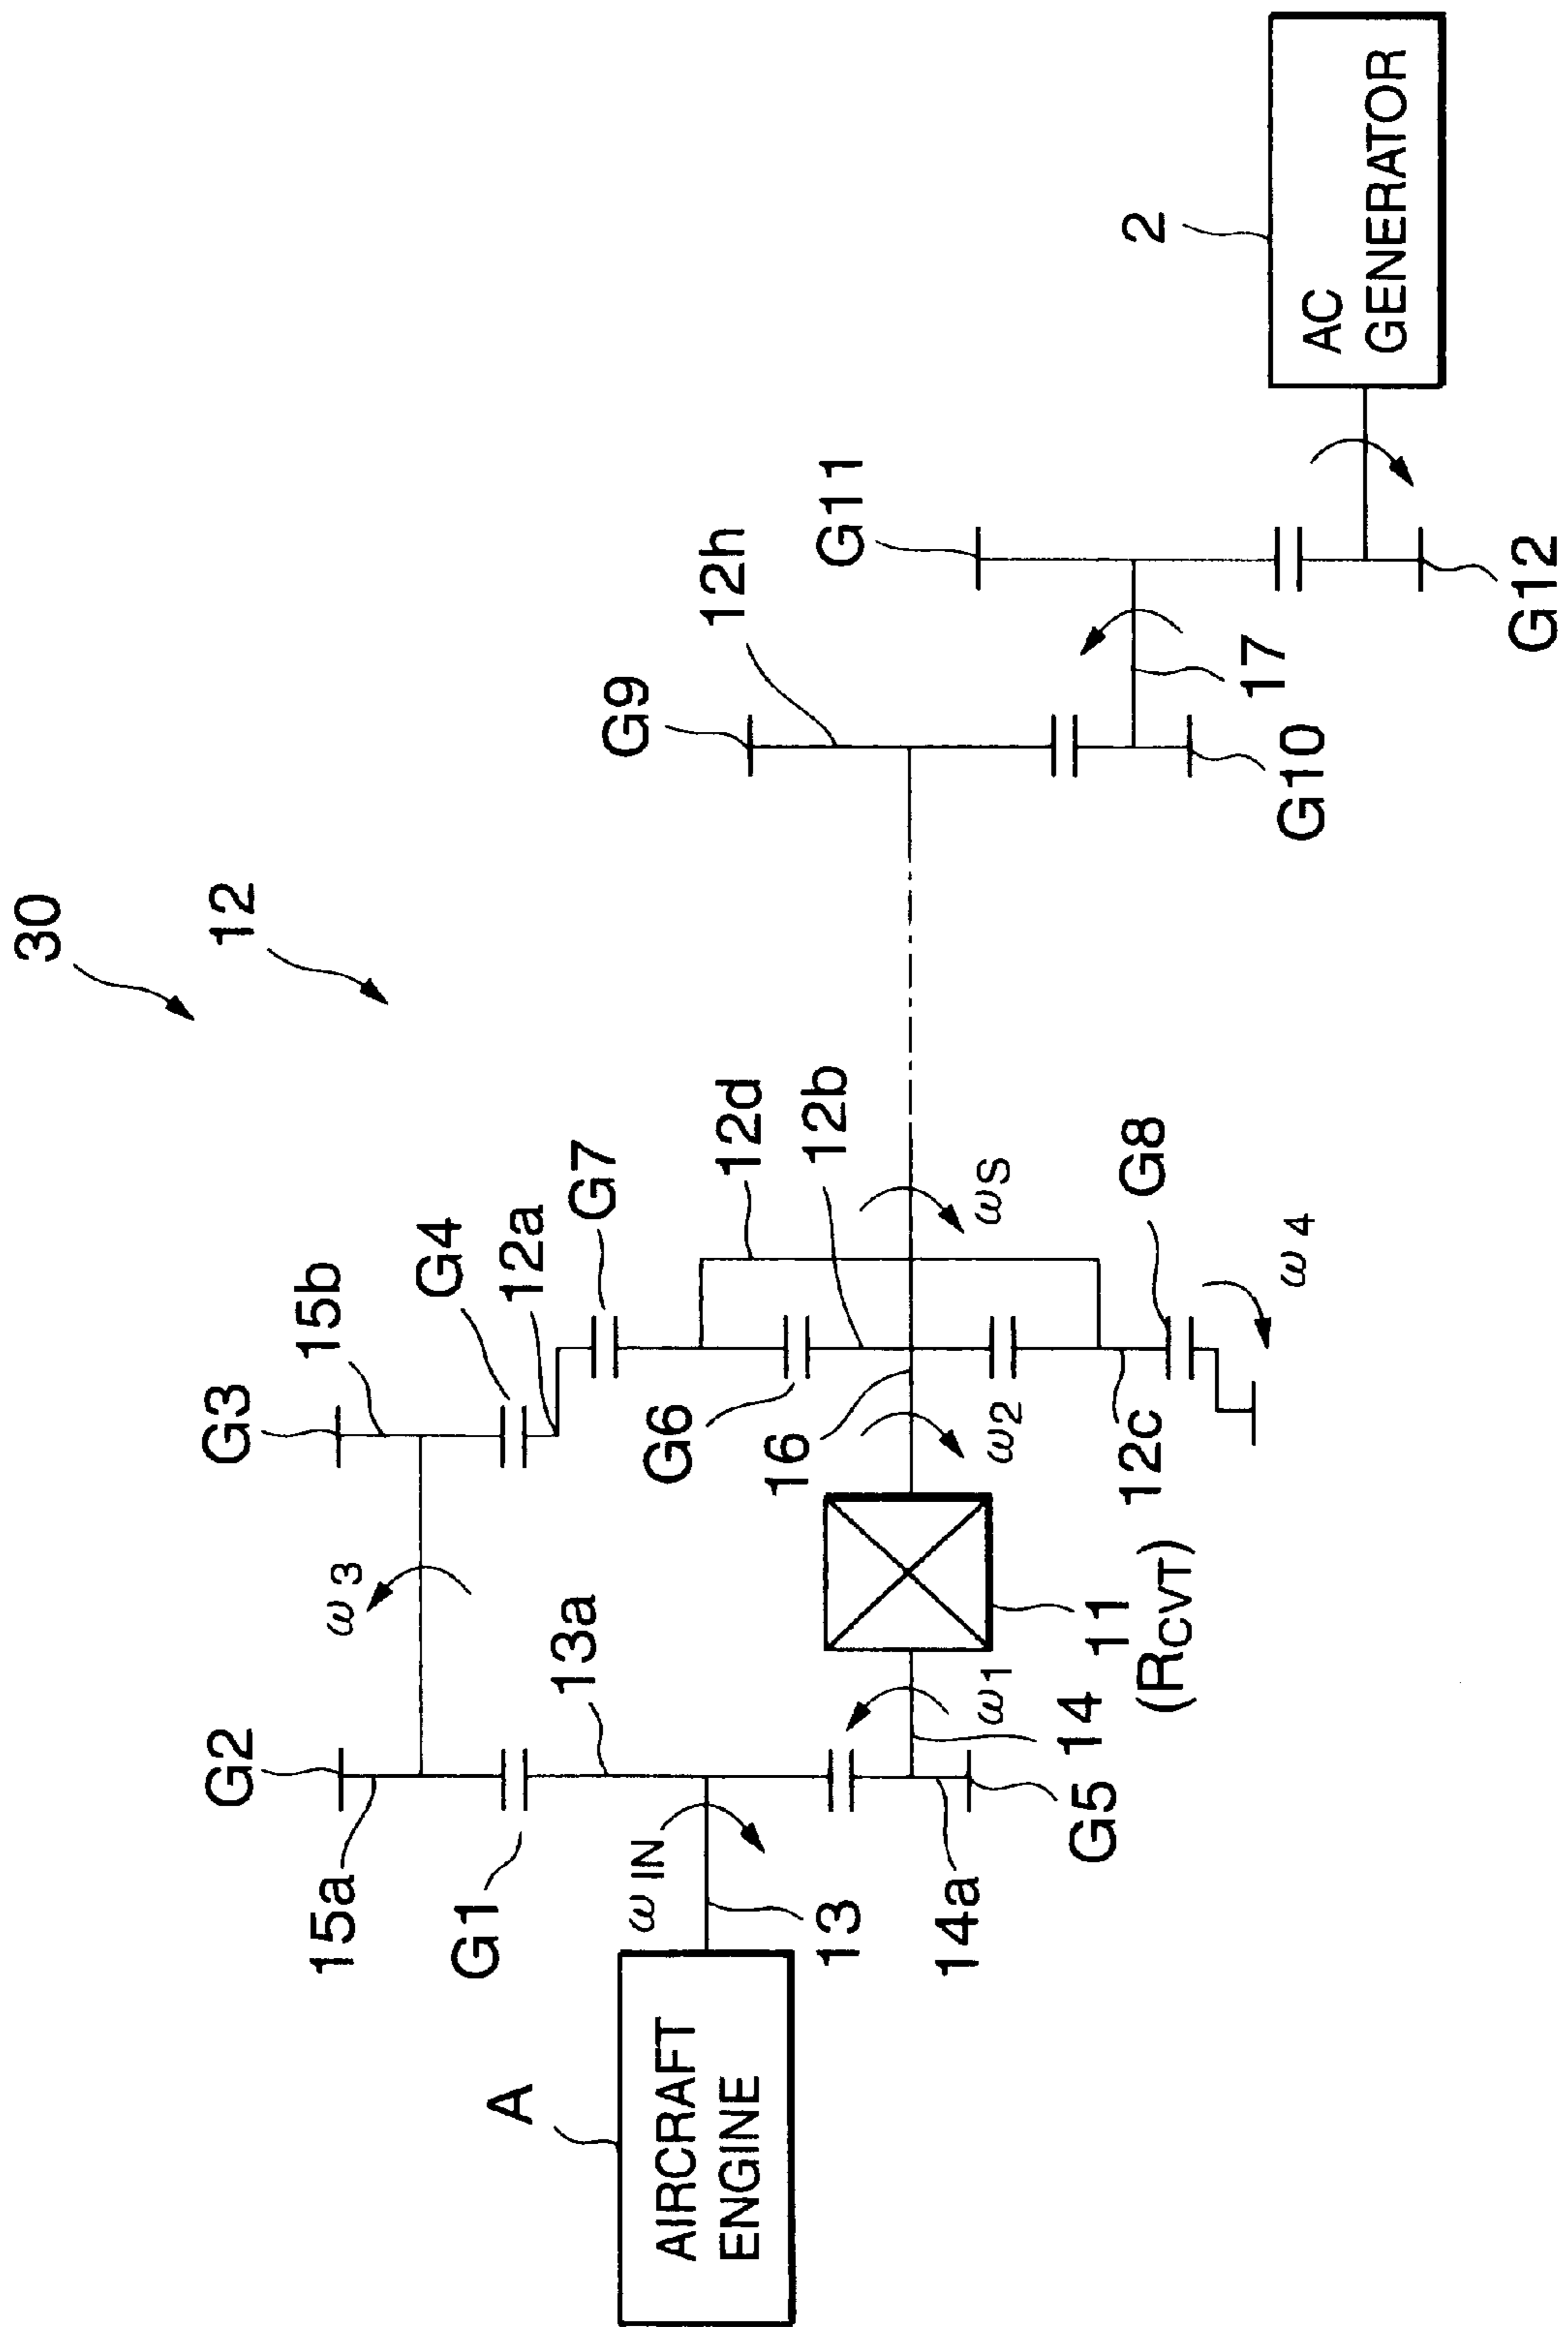 30
12
A
AIRCRAFT
ENGINE
13
ωIN
G1
15a
G2
13a
14a
G5
14
ω1
11
(RCVT)
ω3
G3
15b
G4
12a
G7
G6
16
ω2
12c
12d
12b
ωS
G8
ω4
G9
12h
G10
17
G11
G12
2
AC
GENERATOR